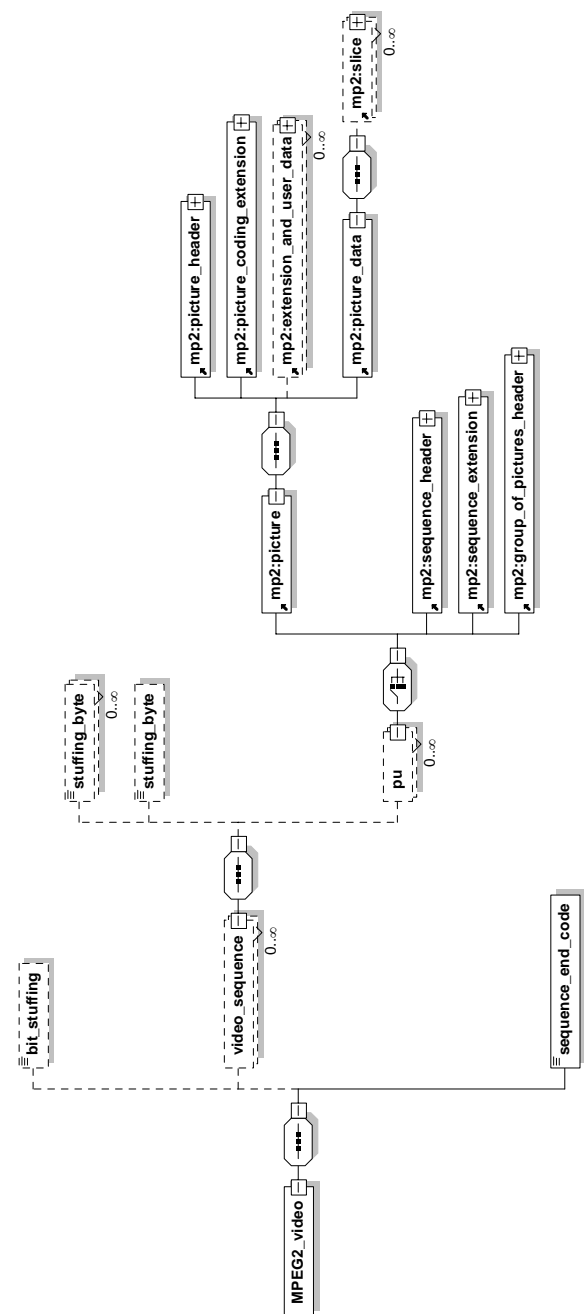 MPEG2_video
bit_stuffing
video_sequence
0..∞
stuffing_byte
0..∞
stuffing_byte
pu
0..∞
mp2:picture
mp2:picture_header
mp2:picture_coding_extension
mp2:extension_and_user_data
0..∞
mp2:picture_data
mp2:slice
0..∞
mp2:sequence_header
mp2:sequence_extension
mp2:group_of_pictures_header
sequence_end_code